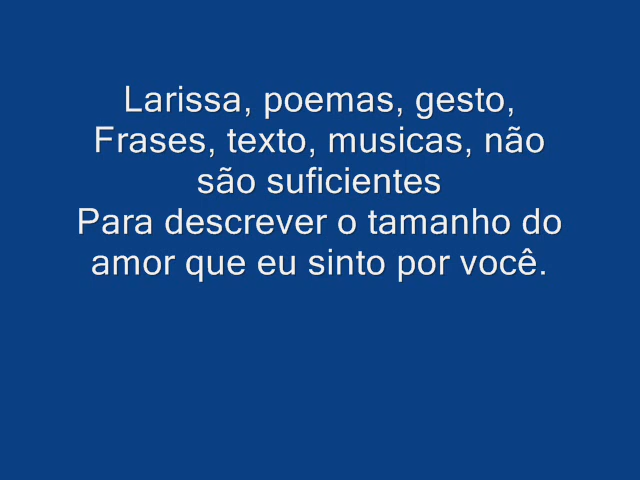 Larissa, poemas, gesto,
Frases, texto, musicas, não
são suficientes
Para descrever o tamanho do
amor que eu sinto por você.